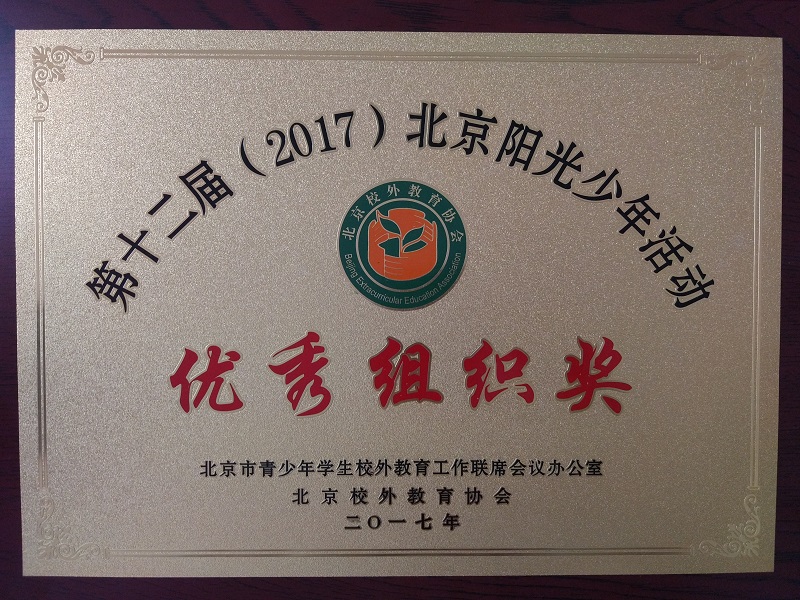 第十二届（2017）北京阳光少年活动
北京校外教育协会
Beijing Extracurricular Education Association
优秀组织奖
北京市青少年学生校外教育工作联席会议办公室
北京校外教育协会
二〇一七年